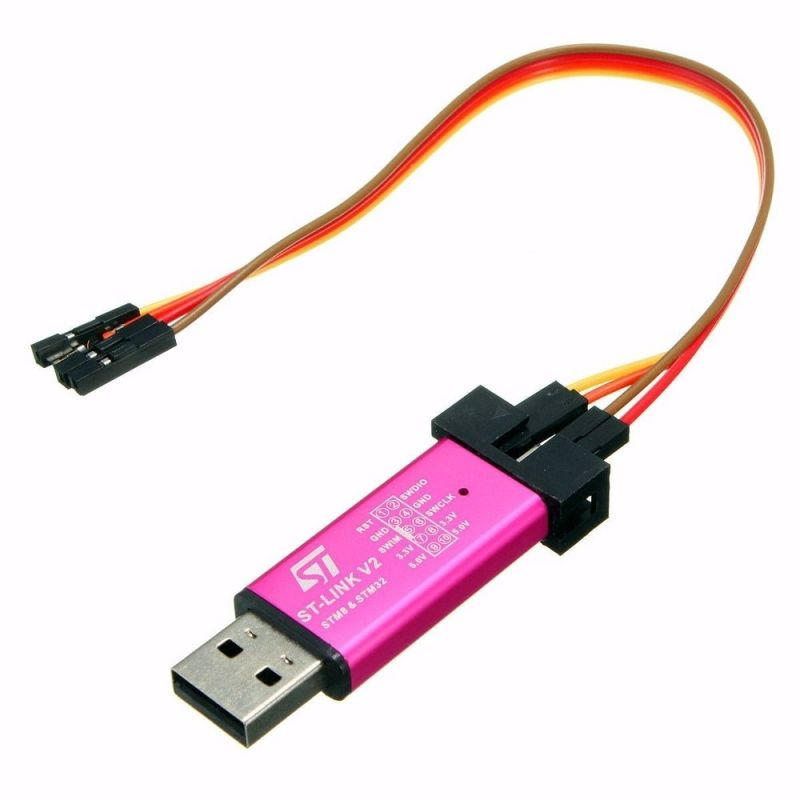 ST
ST-LINK V2
STM8 & STM32
RST 1 2 SWDIO
GND 3 4 GND
SWIM 5 6 SWCLK
3.3V 7 8 3.3V
5.0V 9 10 5.0V